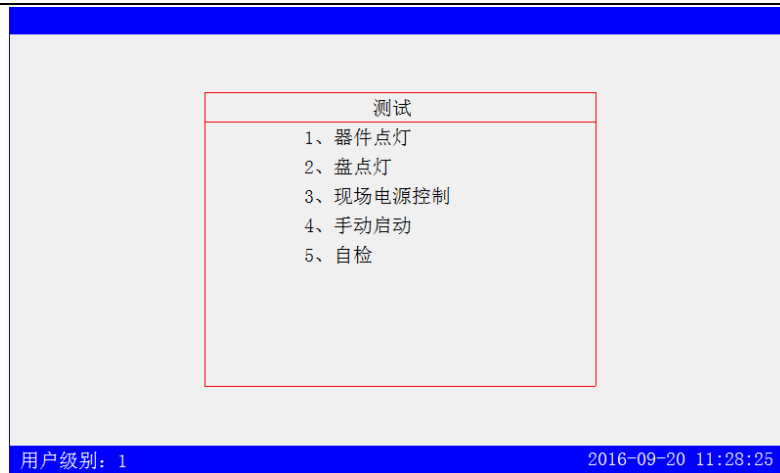 测试
1、器件点灯
2、盘点灯
3、现场电源控制
4、手动启动
5、自检
用户级别：1
2016-09-20 11:28:25